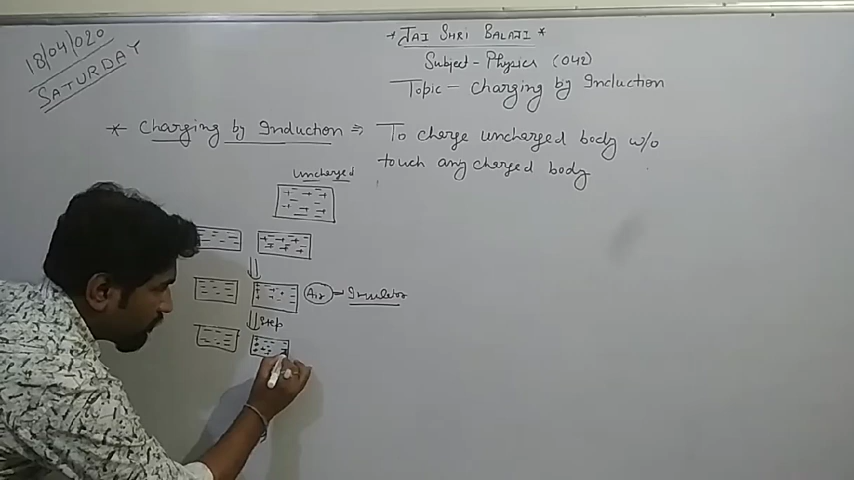 18/04/020
SATURDAY
+ JAI SHRI BALAJI *
Subject - Physics (042)
Topic - Charging by Induction
* Charging by Induction ⇒ To charge uncharged body w/o
touch any charged body
Uncharged
Air - Insulator
Step